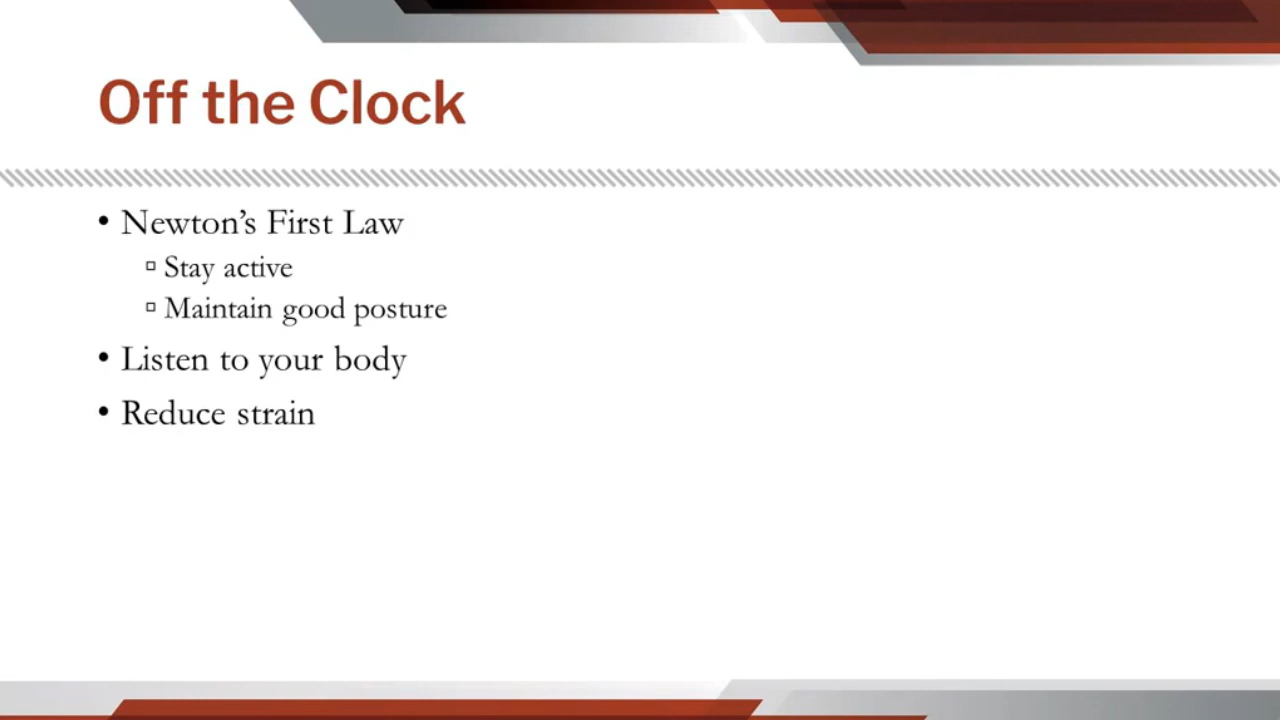 Off the Clock
• Newton’s First Law
▫ Stay active
▫ Maintain good posture
• Listen to your body
• Reduce strain